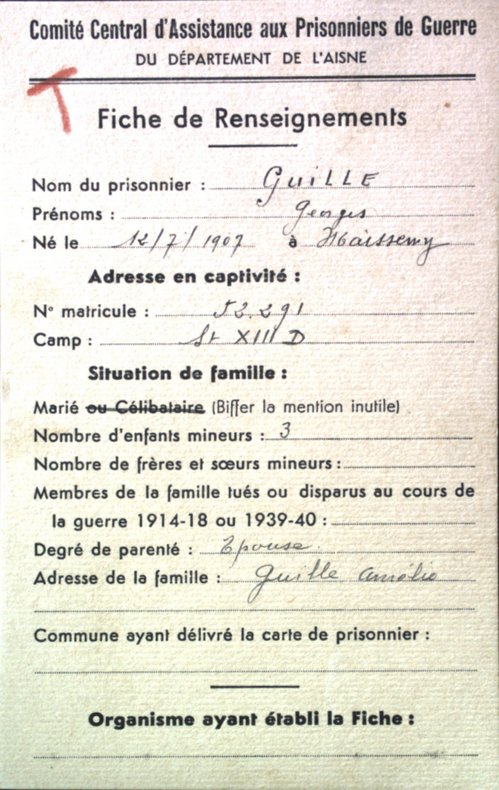 Comité Central d'Assistance aux Prisonniers de Guerre
DU DÉPARTEMENT DE L'AISNE
T
Fiche de Renseignements
Nom du prisonnier : GUILLE
Prénoms : Georges
Né le 12/7/1907 à Maissemy
Adresse en captivité :
N° matricule : 52.291
Camp : St XIII D
Situation de famille :
Marié ou Célibataire (Biffer la mention inutile)
Nombre d'enfants mineurs : 3
Nombre de frères et sœurs mineurs :
Membres de la famille tués ou disparus au cours de
la guerre 1914-18 ou 1939-40 :
Degré de parenté : Epouse
Adresse de la famille : Guille Amélie
Commune ayant délivré la carte de prisonnier :
Organisme ayant établi la Fiche :